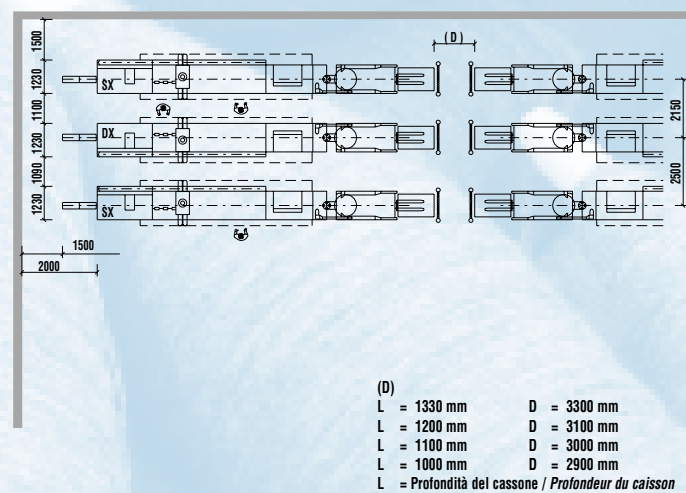 ( D )
1500
1230
1100
1230
1090
1230
SX
DX
SX
2150
2500
1500
2000
(D)
L = 1330 mm D = 3300 mm
L = 1200 mm D = 3100 mm
L = 1100 mm D = 3000 mm
L = 1000 mm D = 2900 mm
L = Profondità del cassone / Profondeur du caisson